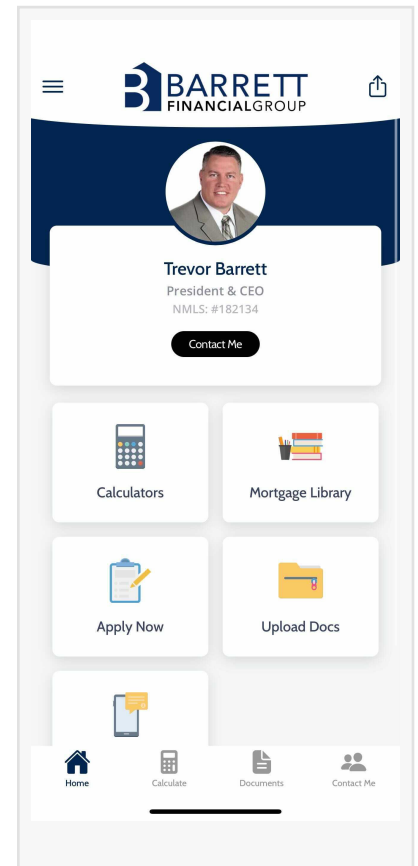 BARRETT
FINANCIALGROUP
Trevor Barrett
President & CEO
NMLS: #182134
Contact Me
Calculators
Mortgage Library
Apply Now
Upload Docs
Home
Calculate
Documents
Contact Me